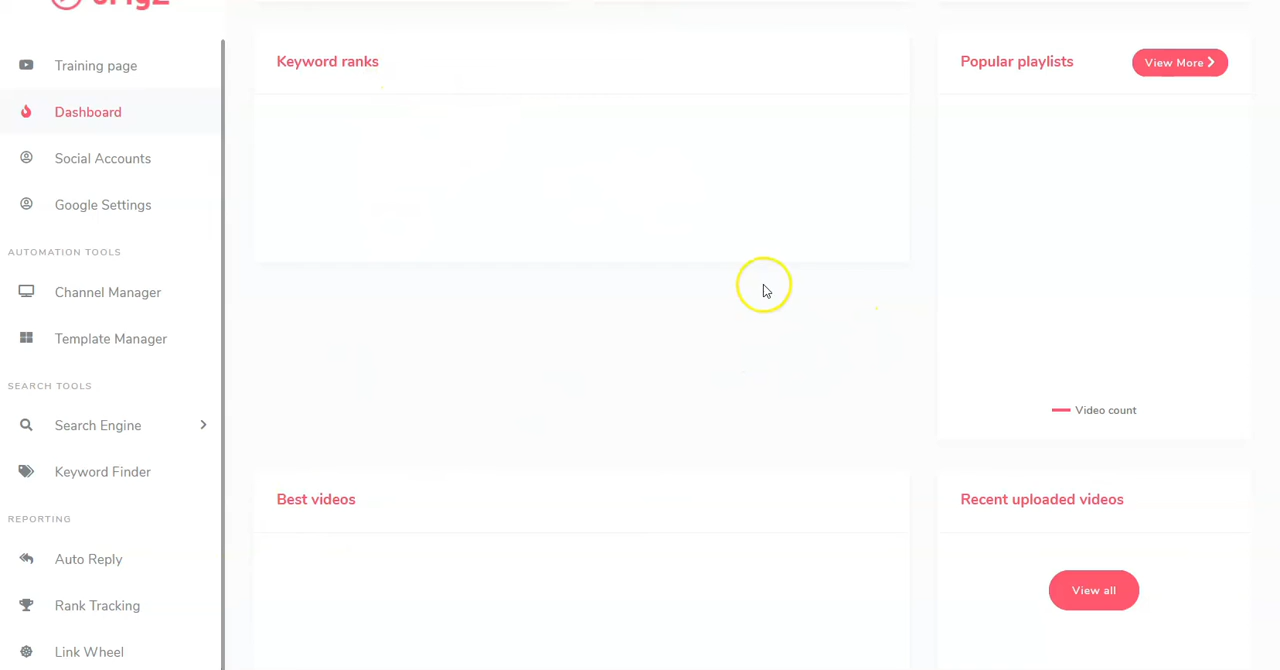 Training page
Dashboard
Social Accounts
Google Settings
AUTOMATION TOOLS
Channel Manager
Template Manager
SEARCH TOOLS
Search Engine
Keyword Finder
REPORTING
Auto Reply
Rank Tracking
Link Wheel
Keyword ranks
Popular playlists
View More
Video count
Best videos
Recent uploaded videos
View all